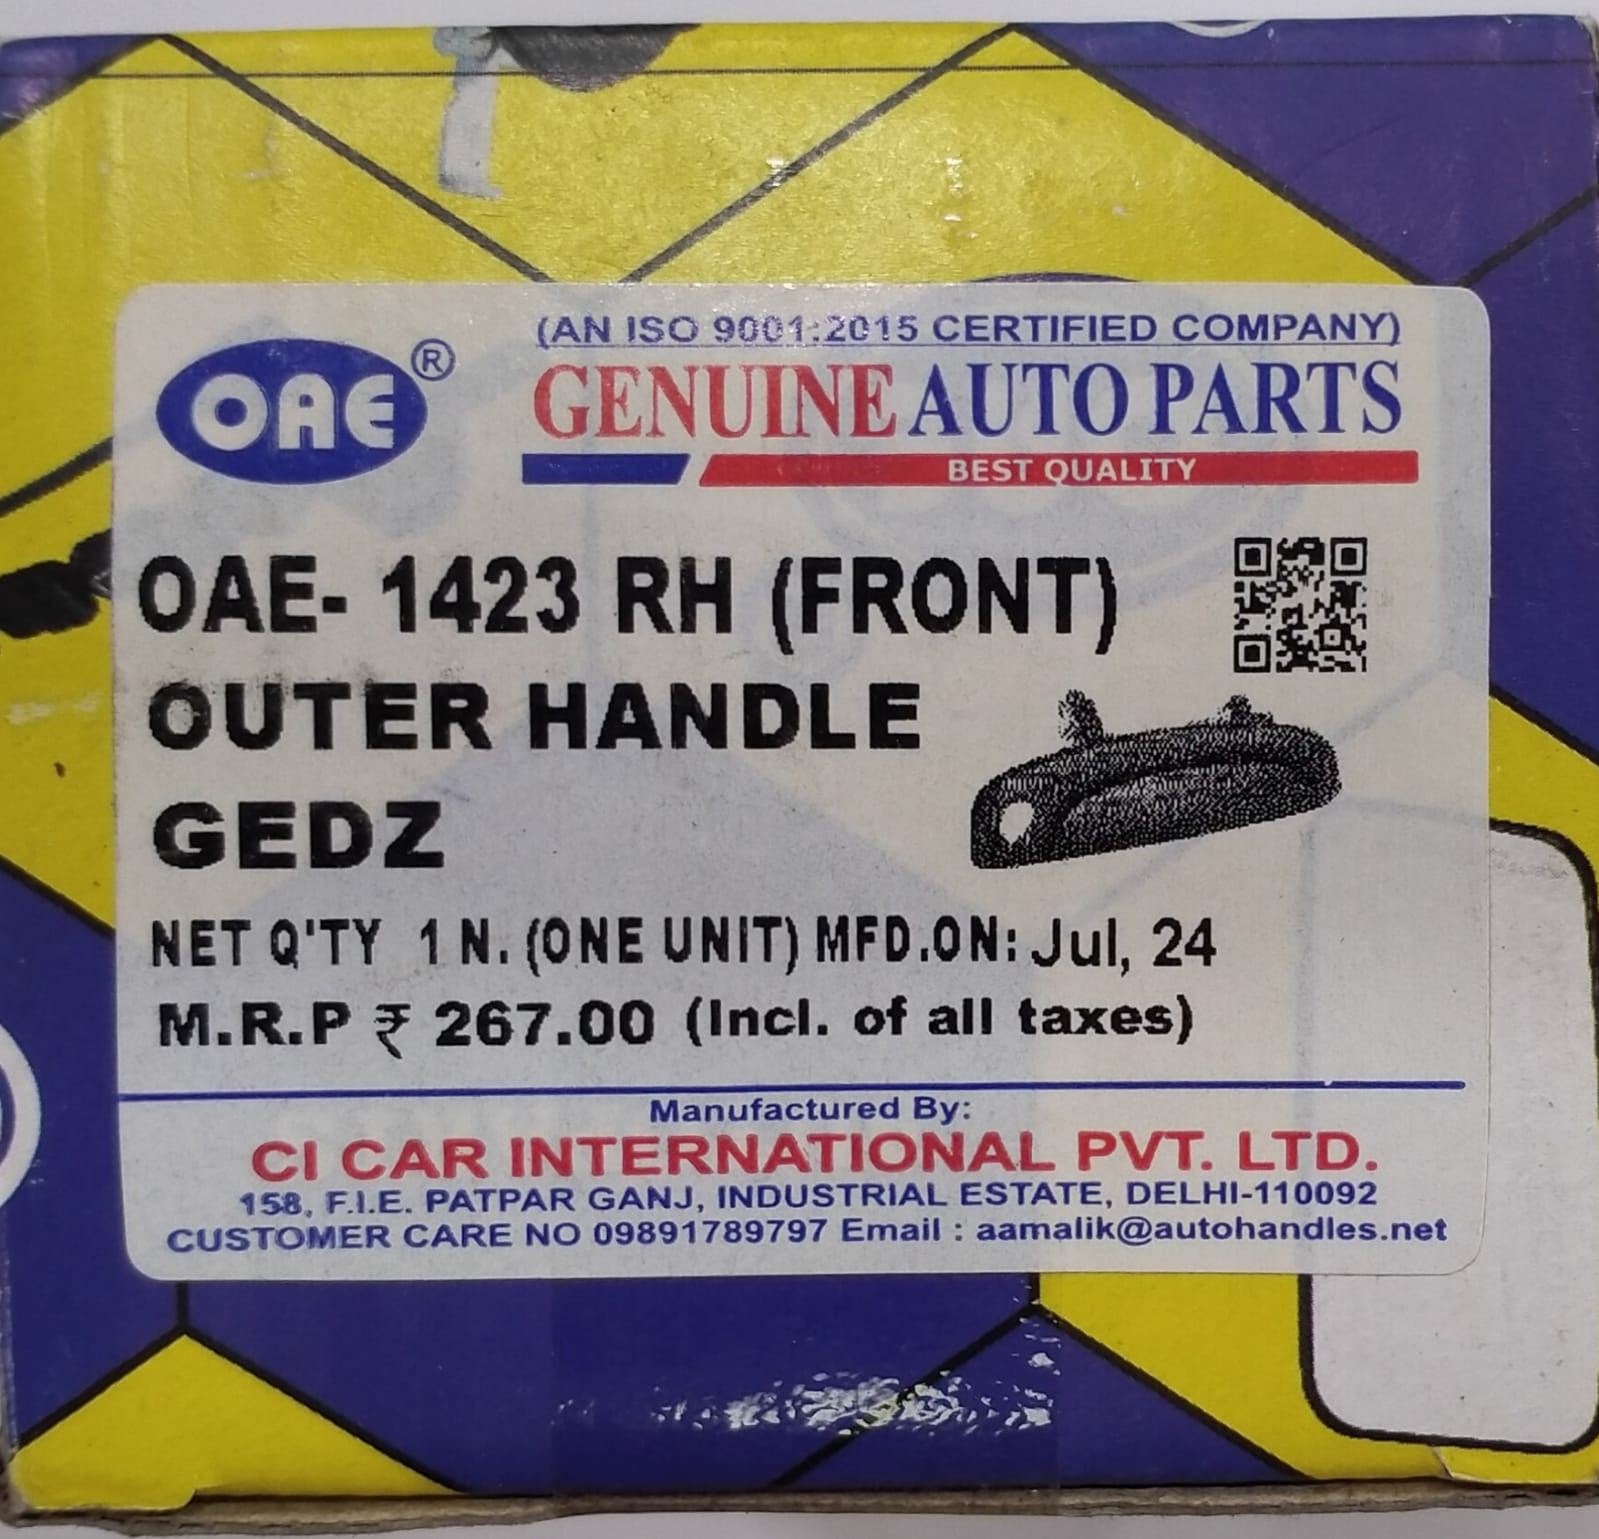 (AN ISO 9001:2015 CERTIFIED COMPANY)
OAE®
GENUINE AUTO PARTS
BEST QUALITY
OAE- 1423 RH (FRONT)
OUTER HANDLE
GEDZ
NET Q'TY 1 N. (ONE UNIT) MFD.ON: Jul, 24
M.R.P ₹ 267.00 (Incl. of all taxes)
Manufactured By:
CI CAR INTERNATIONAL PVT. LTD.
158, F.I.E. PATPAR GANJ, INDUSTRIAL ESTATE, DELHI-110092
CUSTOMER CARE NO 09891789797 Email : aamalik@autohandles.net